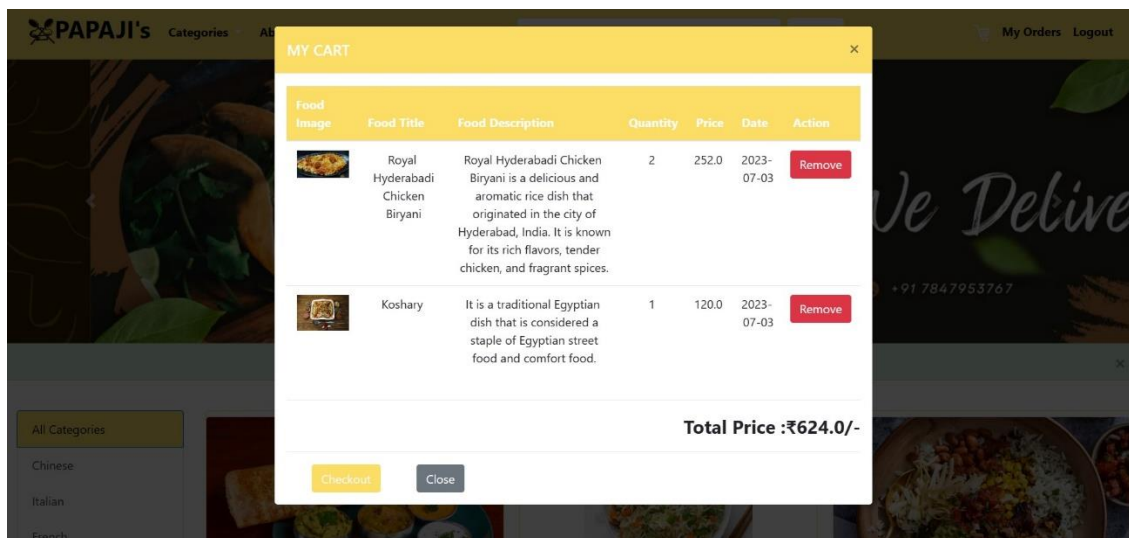 PAPAJI's Categories Ab
My Orders Logout
MY CART ×
Food
Image Food Title Food Description Quantity Price Date Action
Royal Royal Hyderabadi Chicken 2 252.0 2023- Remove
Hyderabadi Biryani is a delicious and 07-03
Chicken aromatic rice dish that
Biryani originated in the city of
Hyderabad, India. It is known
for its rich flavors, tender
chicken, and fragrant spices.
Koshary It is a traditional Egyptian 1 120.0 2023- Remove
dish that is considered a 07-03
staple of Egyptian street
food and comfort food.
Total Price :₹624.0/-
Checkout Close
We Delive
+91 7847953767
×
All Categories
Chinese
Italian
French